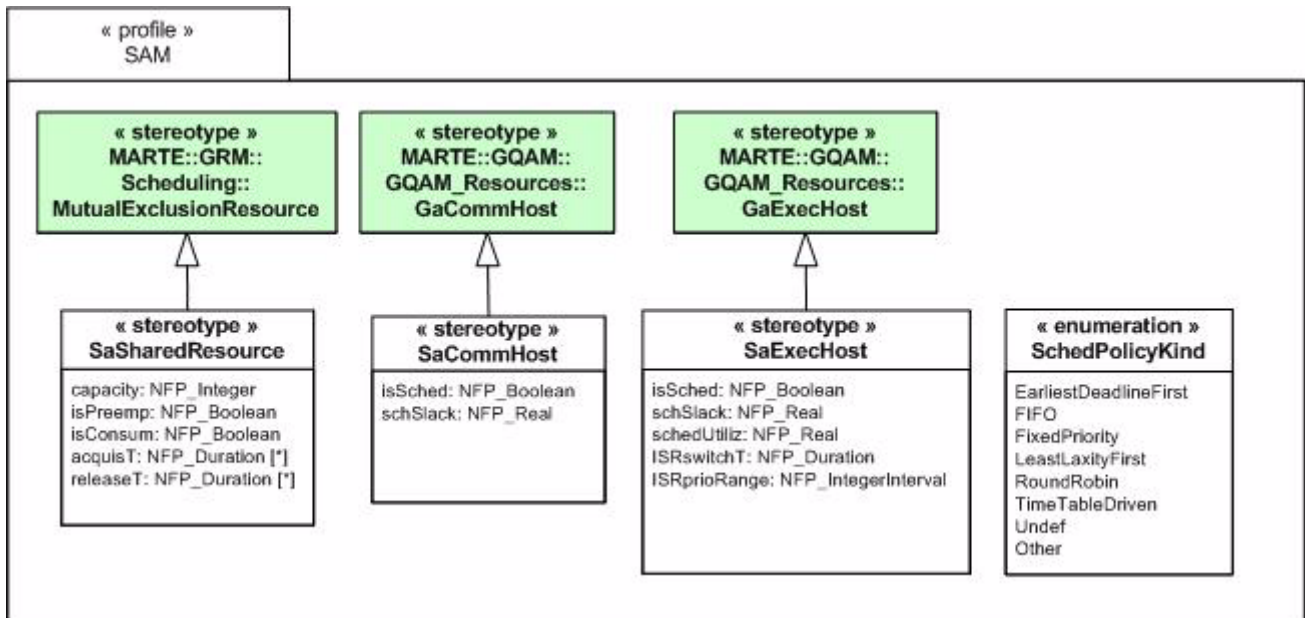 « profile »
SAM
« stereotype »
MARTE::GRM::
Scheduling::
MutualExclusionResource
« stereotype »
MARTE::GQAM::
GQAM_Resources::
GaCommHost
« stereotype »
MARTE::GQAM::
GQAM_Resources::
GaExecHost
« stereotype »
SaSharedResource
capacity: NFP_Integer
isPreemp: NFP_Boolean
isConsum: NFP_Boolean
acquisT: NFP_Duration [*]
releaseT: NFP_Duration [*]
« stereotype »
SaCommHost
isSched: NFP_Boolean
schSlack: NFP_Real
« stereotype »
SaExecHost
isSched: NFP_Boolean
schSlack: NFP_Real
schedUtiliz: NFP_Real
ISRswitchT: NFP_Duration
ISRprioRange: NFP_IntegerInterval
« enumeration »
SchedPolicyKind
EarliestDeadlineFirst
FIFO
FixedPriority
LeastLaxityFirst
RoundRobin
TimeTableDriven
Undef
Other